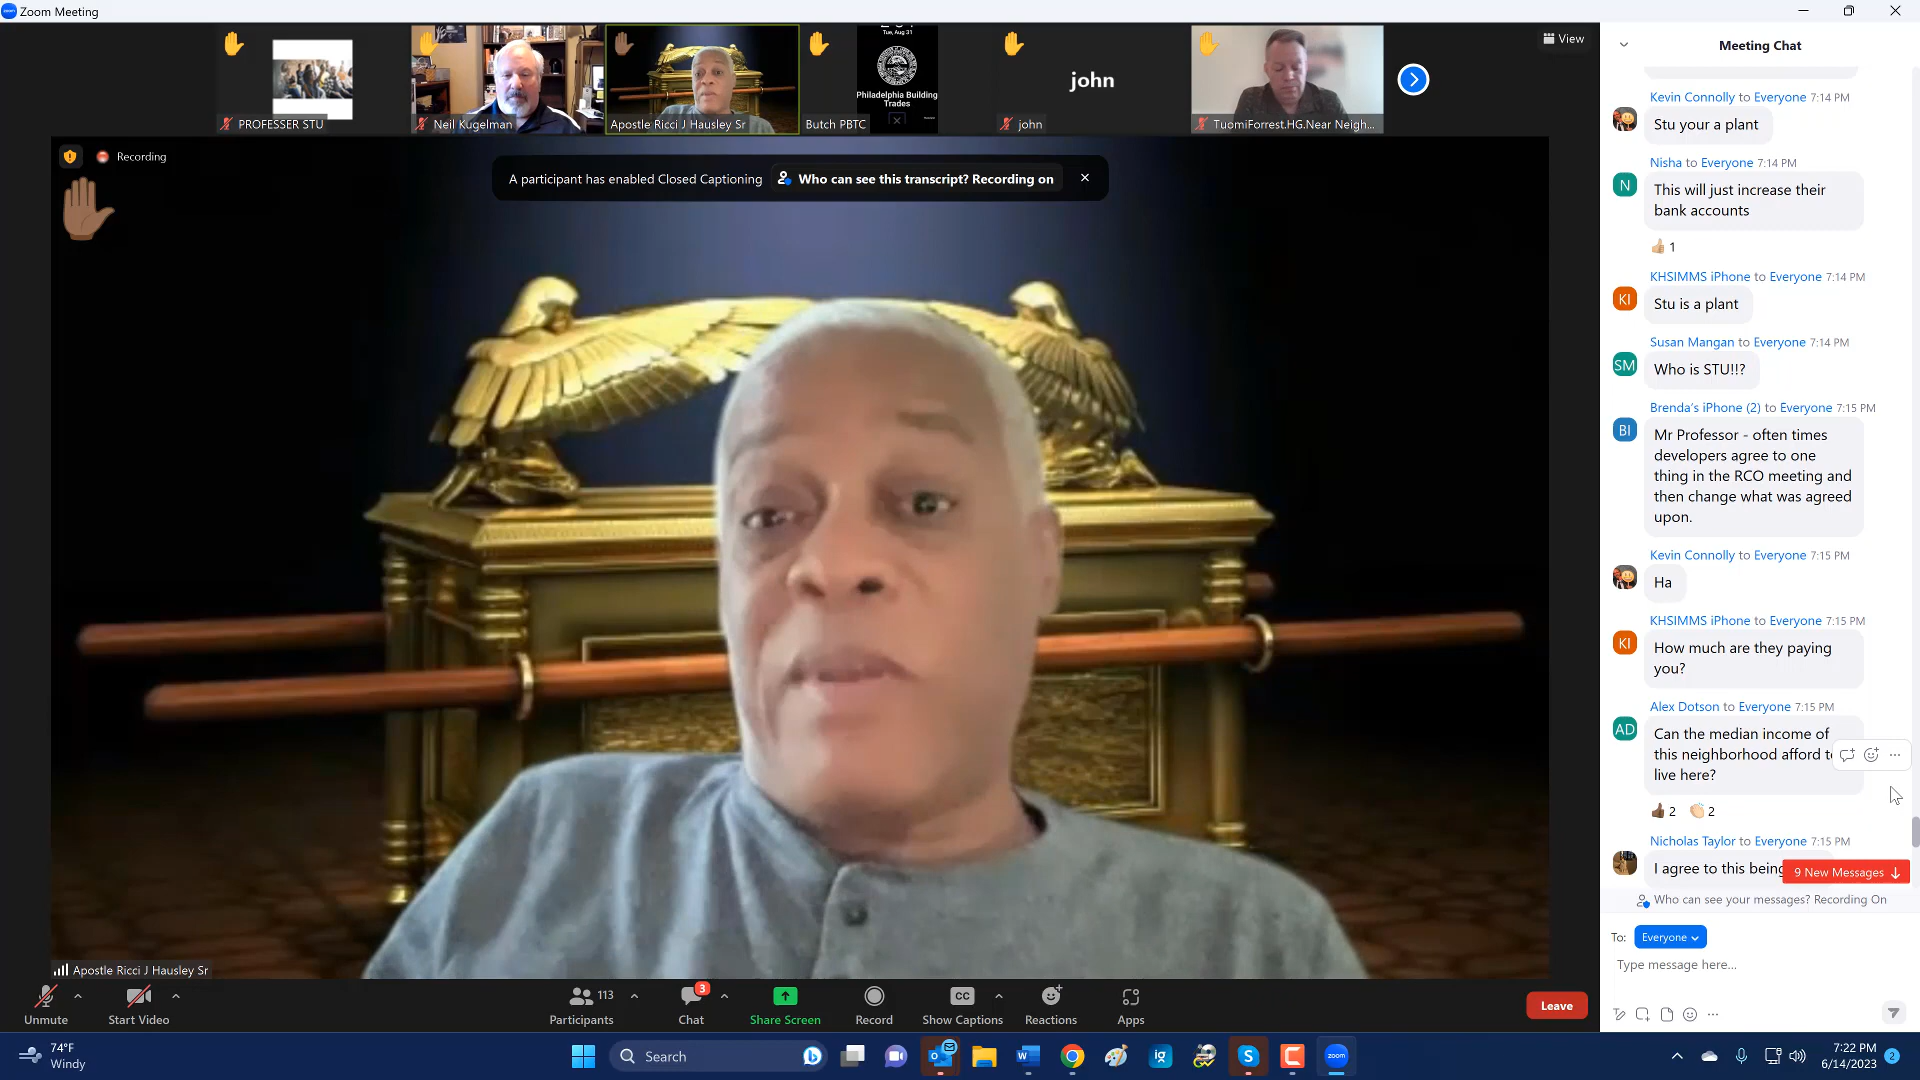 Zoom Meeting
View
PROFESSER STU
Neil Kugelman
Apostle Ricci J Hausley Sr
Tue, Aug 31
Philadelphia Building
Trades
Butch PBTC
john
john
TuomiForrest.HG.Near Neigh...
Recording
A participant has enabled Closed Captioning
Who can see this transcript? Recording on
Apostle Ricci J Hausley Sr
Meeting Chat
Kevin Connolly to Everyone 7:14 PM
Stu your a plant
Nisha to Everyone 7:14 PM
N
This will just increase their
bank accounts
1
KHSIMMS iPhone to Everyone 7:14 PM
KI
Stu is a plant
Susan Mangan to Everyone 7:14 PM
SM
Who is STU!!?
Brenda's iPhone (2) to Everyone 7:15 PM
BI
Mr Professor - often times
developers agree to one
thing in the RCO meeting and
then change what was agreed
upon.
Kevin Connolly to Everyone 7:15 PM
Ha
KHSIMMS iPhone to Everyone 7:15 PM
KI
How much are they paying
you?
Alex Dotson to Everyone 7:15 PM
AD
Can the median income of
this neighborhood afford t
live here?
2 2
Nicholas Taylor to Everyone 7:15 PM
I agree to this being
9 New Messages
Who can see your messages? Recording On
To: Everyone
Type message here...
Unmute
Start Video
113
Participants
3
Chat
Share Screen
Record
CC
Show Captions
Reactions
Apps
Leave
74°F
Windy
Search
7:22 PM
6/14/2023
2